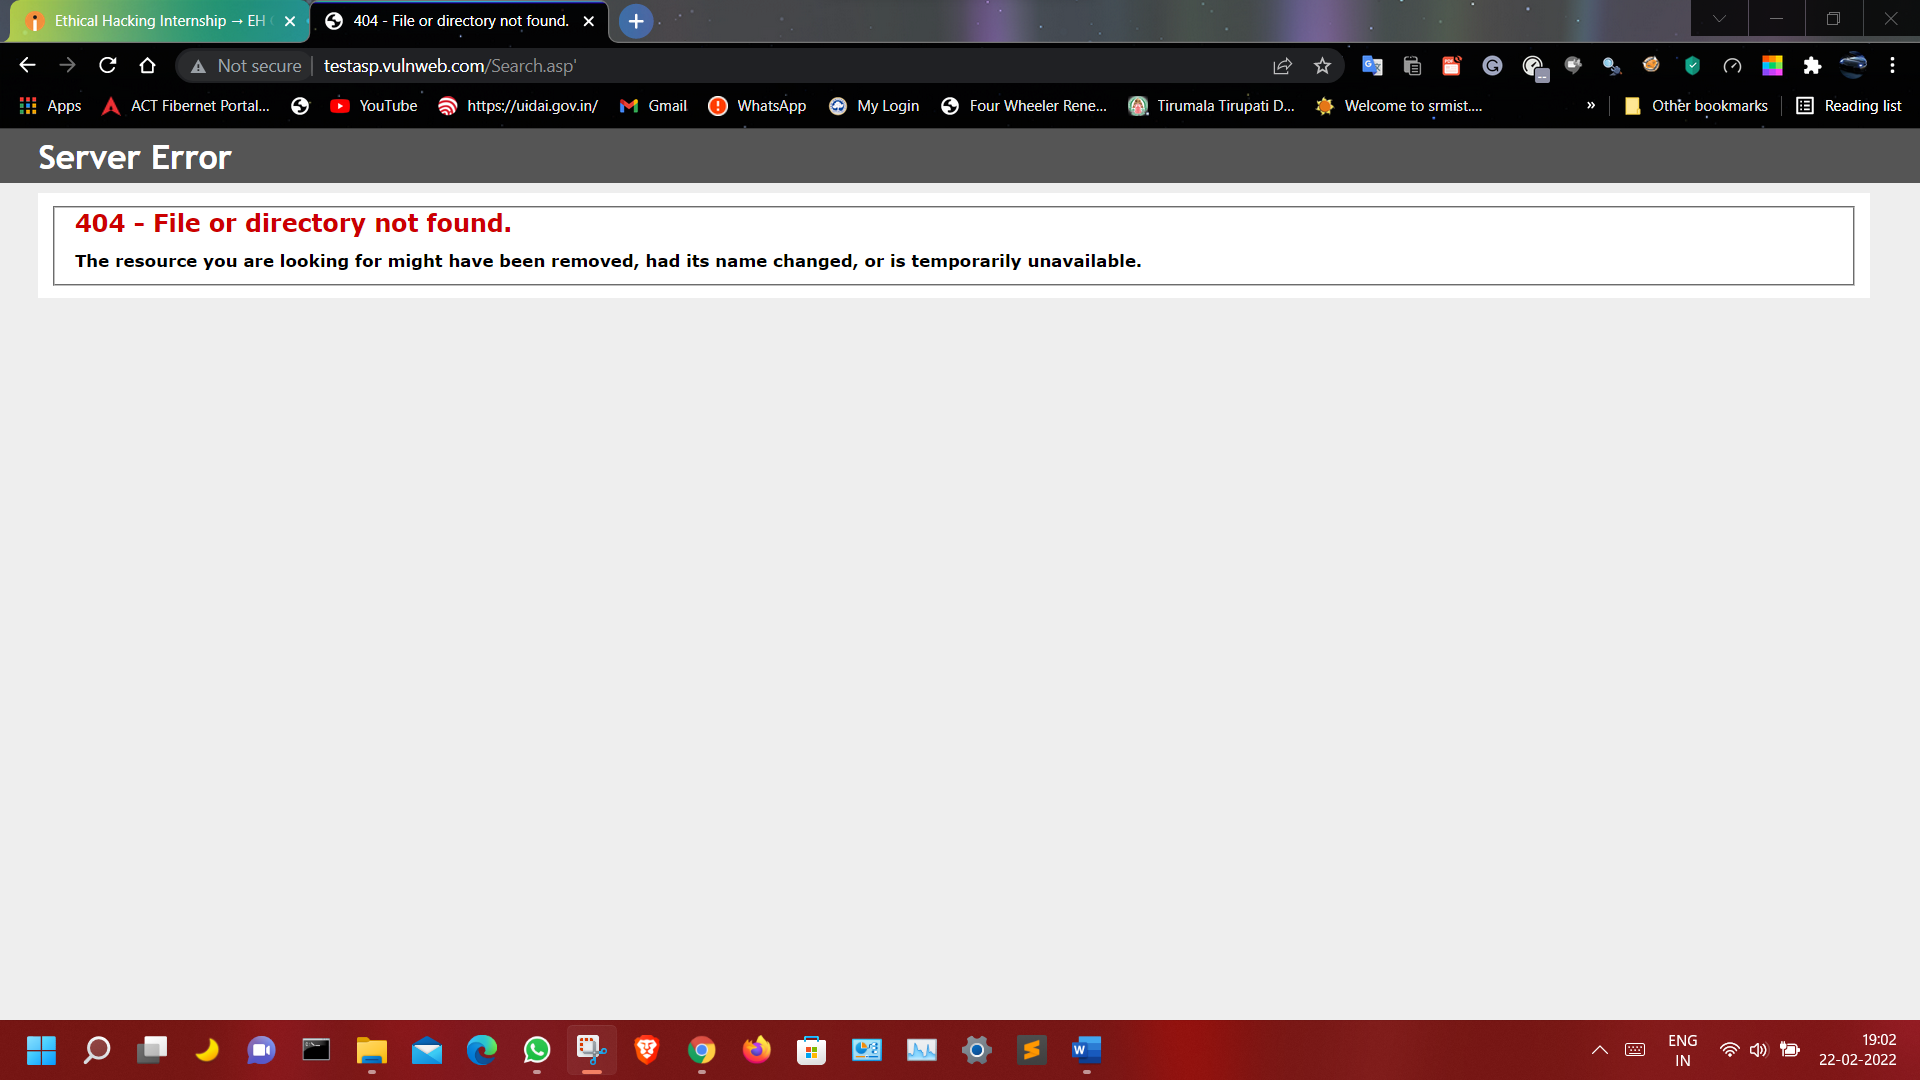 Ethical Hacking Internship → EH
404 - File or directory not found.
Not secure
testasp.vulnweb.com/Search.asp'
Apps
ACT Fibernet Portal...
YouTube
https://uidai.gov.in/
Gmail
WhatsApp
My Login
Four Wheeler Rene...
Tirumala Tirupati D...
Welcome to srmist....
»
Other bookmarks
Reading list
Server Error
404 - File or directory not found.
The resource you are looking for might have been removed, had its name changed, or is temporarily unavailable.
ENG
IN
19:02
22-02-2022